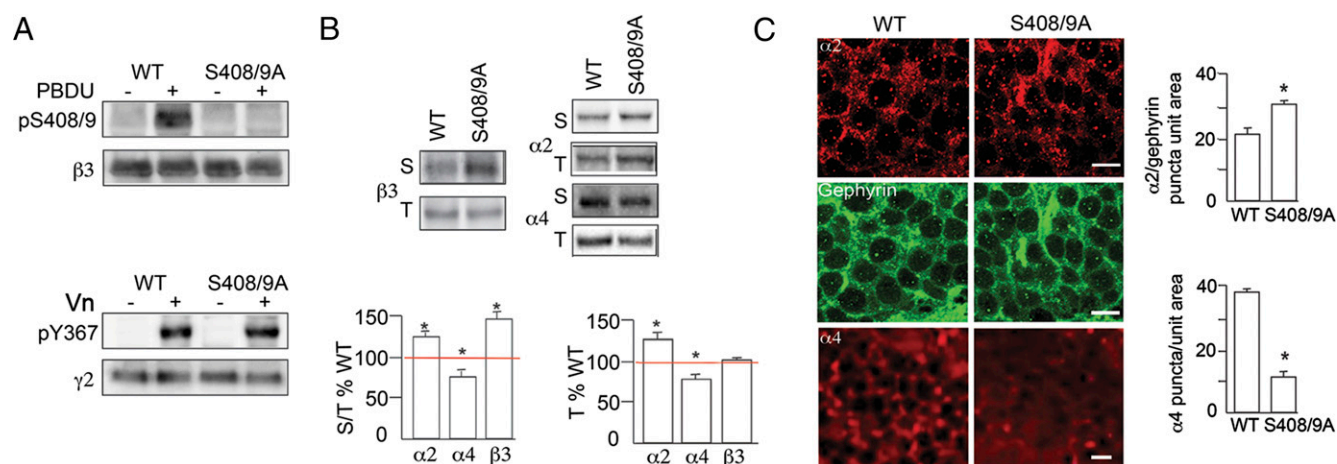 A
WT S408/9A
PBDU - + - +
pS408/9
β3
WT S408/9A
Vn - + - +
pY367
γ2
B
WT S408/9A
S
β3
T
WT S408/9A
S
α2
T
S
α4
T
150
100
50
0
S/T % WT
* * *
α2 α4 β3
150
100
50
0
T % WT
* *
α2 α4 β3
C
WT S408/9A
α2
Gephyrin
α4
α2/gephyrin
puncta unit area
40
20
0
*
WT S408/9A
α4 puncta/unit area
40
20
0
*
WT S408/9A